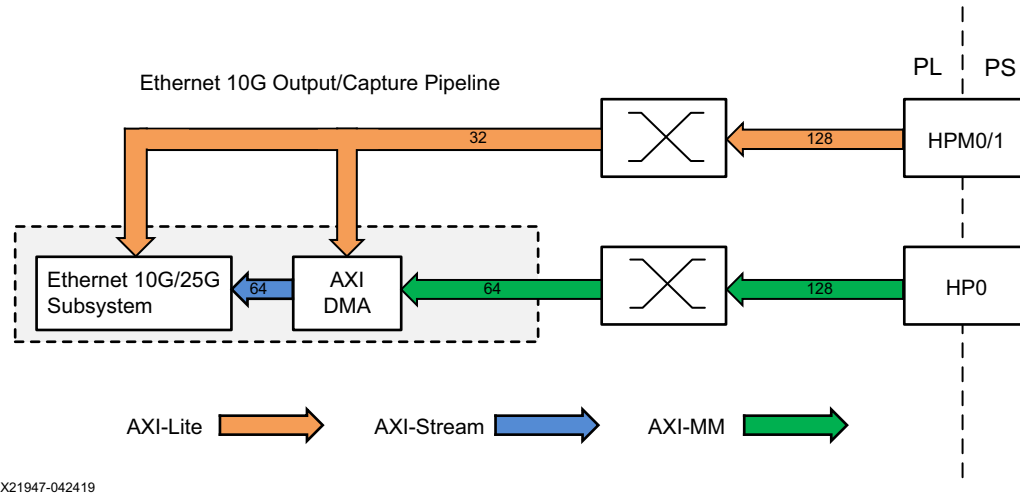 PL
PS
Ethernet 10G Output/Capture Pipeline
32
128
HPM0/1
Ethernet 10G/25G
Subsystem
64
AXI
DMA
64
128
HP0
AXI-Lite
AXI-Stream
AXI-MM
X21947-042419